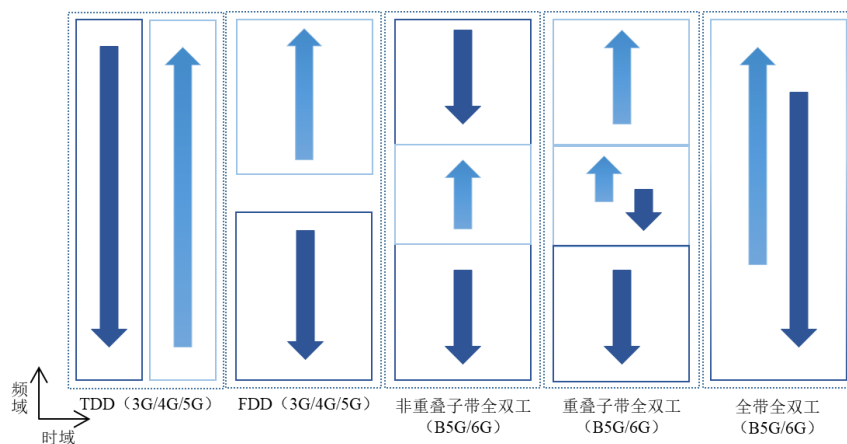 频域
时域
TDD（3G/4G/5G）
FDD（3G/4G/5G）
非重叠子带全双工
（B5G/6G）
重叠子带全双工
（B5G/6G）
全带全双工
（B5G/6G）